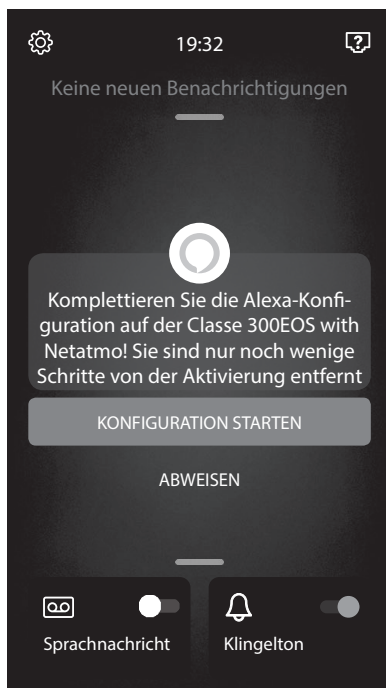 19:32
Keine neuen Benachrichtigungen
Komplettieren Sie die Alexa-Konfi-
guration auf der Classe 300EOS with
Netatmo! Sie sind nur noch wenige
Schritte von der Aktivierung entfernt
KONFIGURATION STARTEN
ABWEISEN
Sprachnachricht
Klingelton